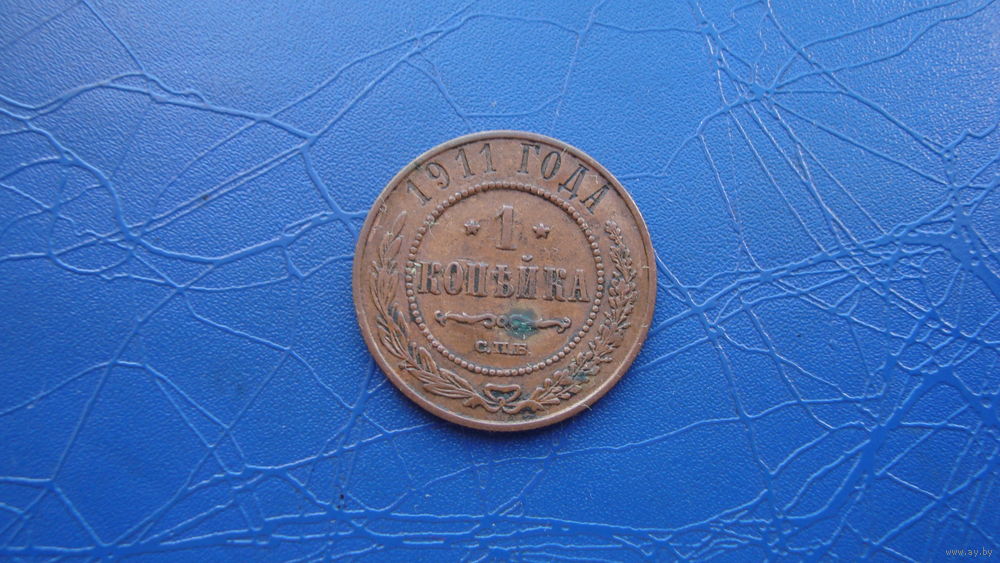 1911 ГОДА
* 1 *
КОПѢЙКА
С.П.Б.
www.ay.by